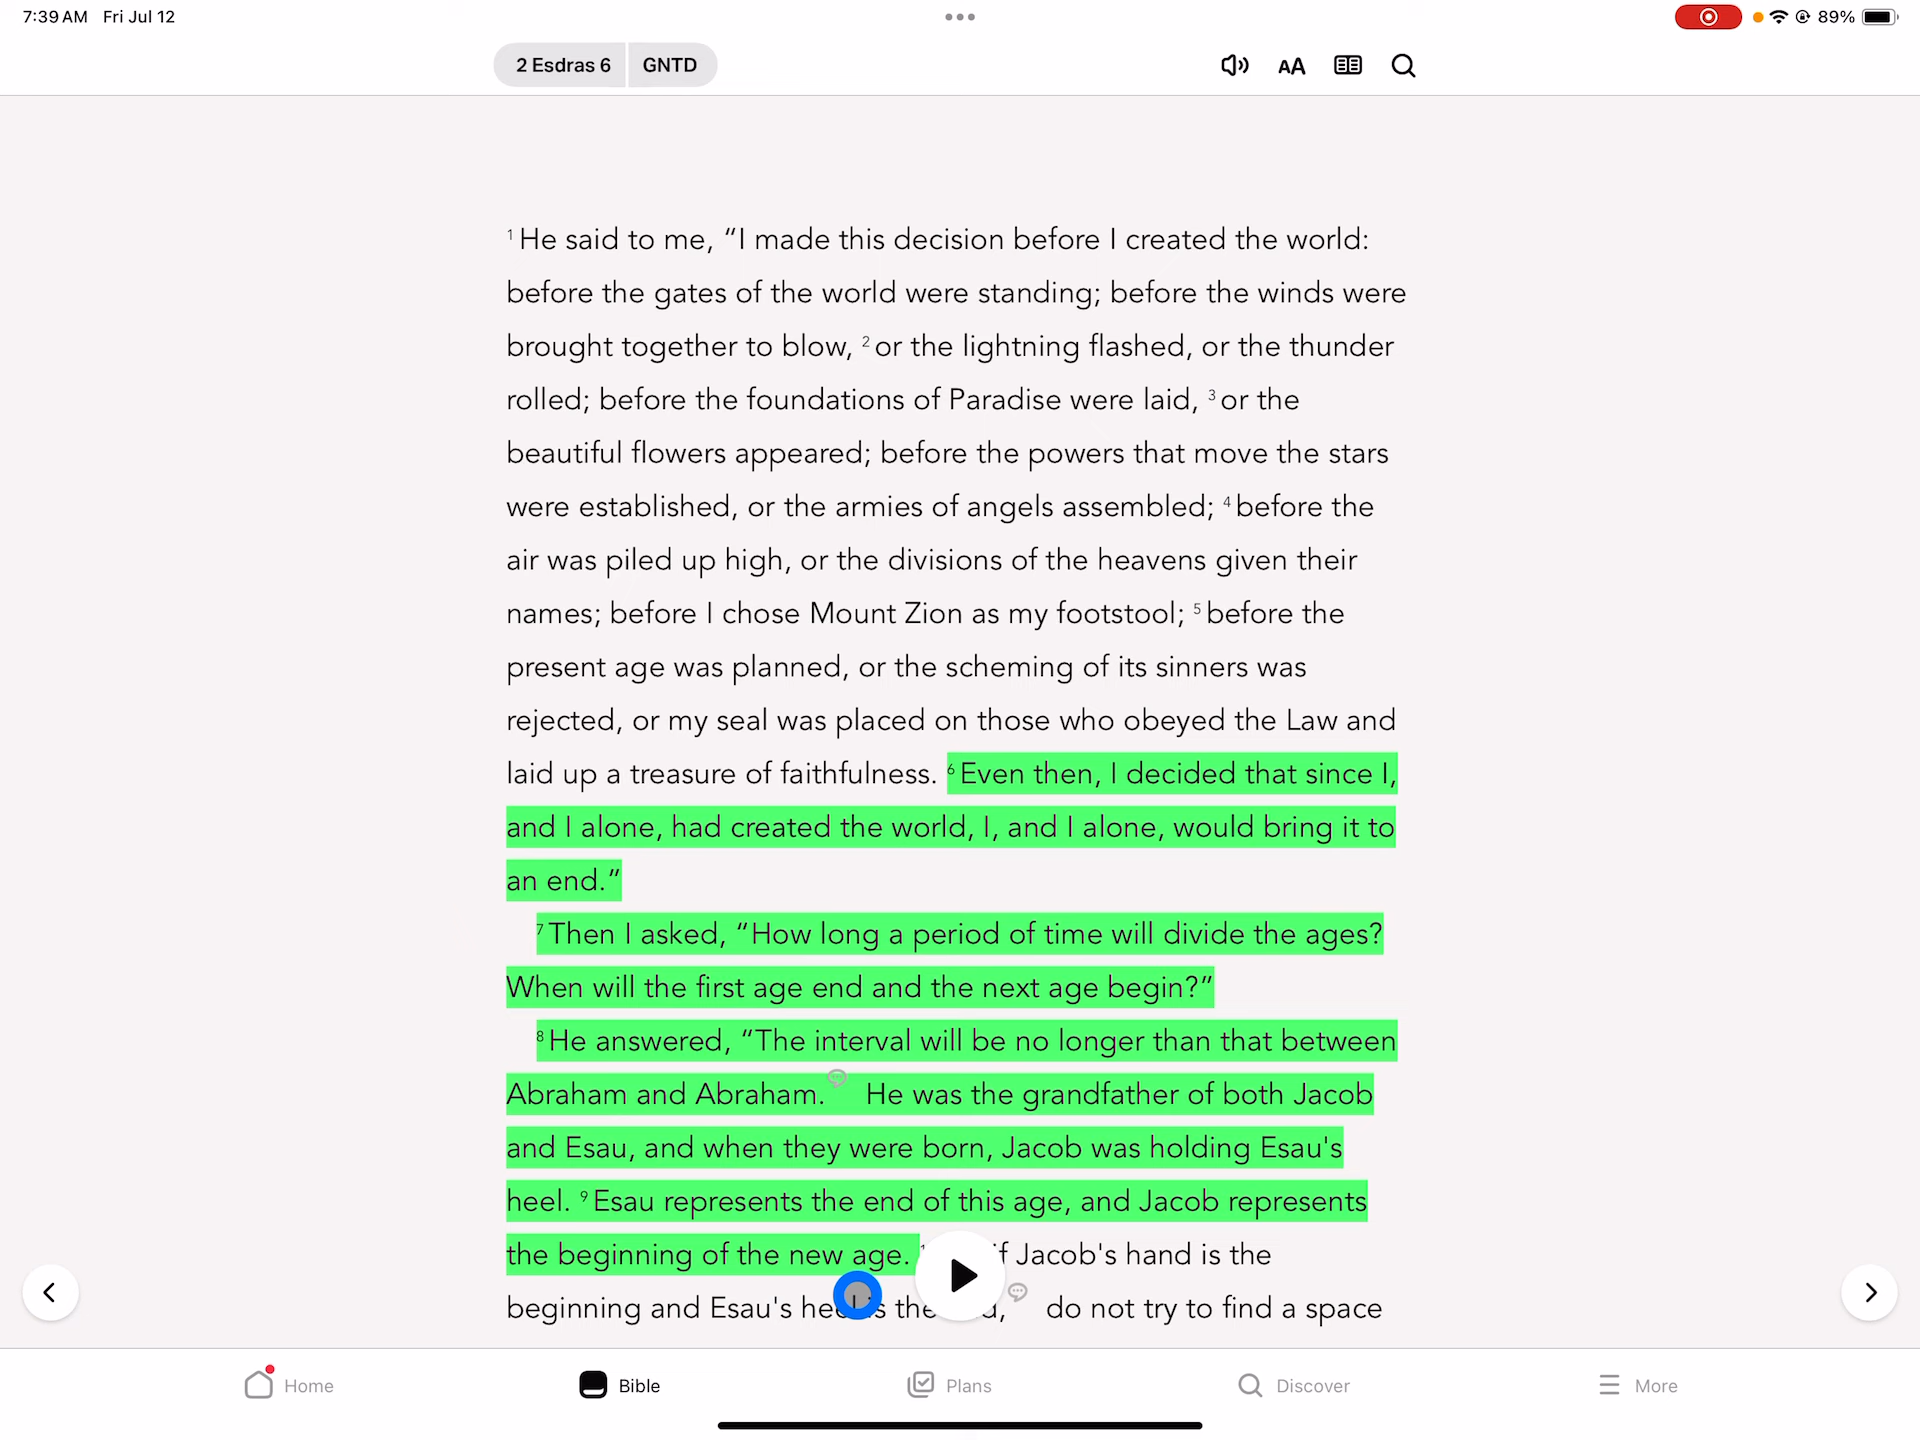 7:39 AM Fri Jul 12
89%
2 Esdras 6 GNTD
AA
1 He said to me, “I made this decision before I created the world:
before the gates of the world were standing; before the winds were
brought together to blow, 2 or the lightning flashed, or the thunder
rolled; before the foundations of Paradise were laid, 3 or the
beautiful flowers appeared; before the powers that move the stars
were established, or the armies of angels assembled; 4 before the
air was piled up high, or the divisions of the heavens given their
names; before I chose Mount Zion as my footstool; 5 before the
present age was planned, or the scheming of its sinners was
rejected, or my seal was placed on those who obeyed the Law and
laid up a treasure of faithfulness. 6 Even then, I decided that since I,
and I alone, had created the world, I, and I alone, would bring it to
an end.”
7 Then I asked, “How long a period of time will divide the ages?
When will the first age end and the next age begin?”
8 He answered, “The interval will be no longer than that between
Abraham and Abraham. He was the grandfather of both Jacob
and Esau, and when they were born, Jacob was holding Esau's
heel. 9 Esau represents the end of this age, and Jacob represents
the beginning of the new age. if Jacob's hand is the
beginning and Esau's heel is the do not try to find a space
Home Bible Plans Discover More